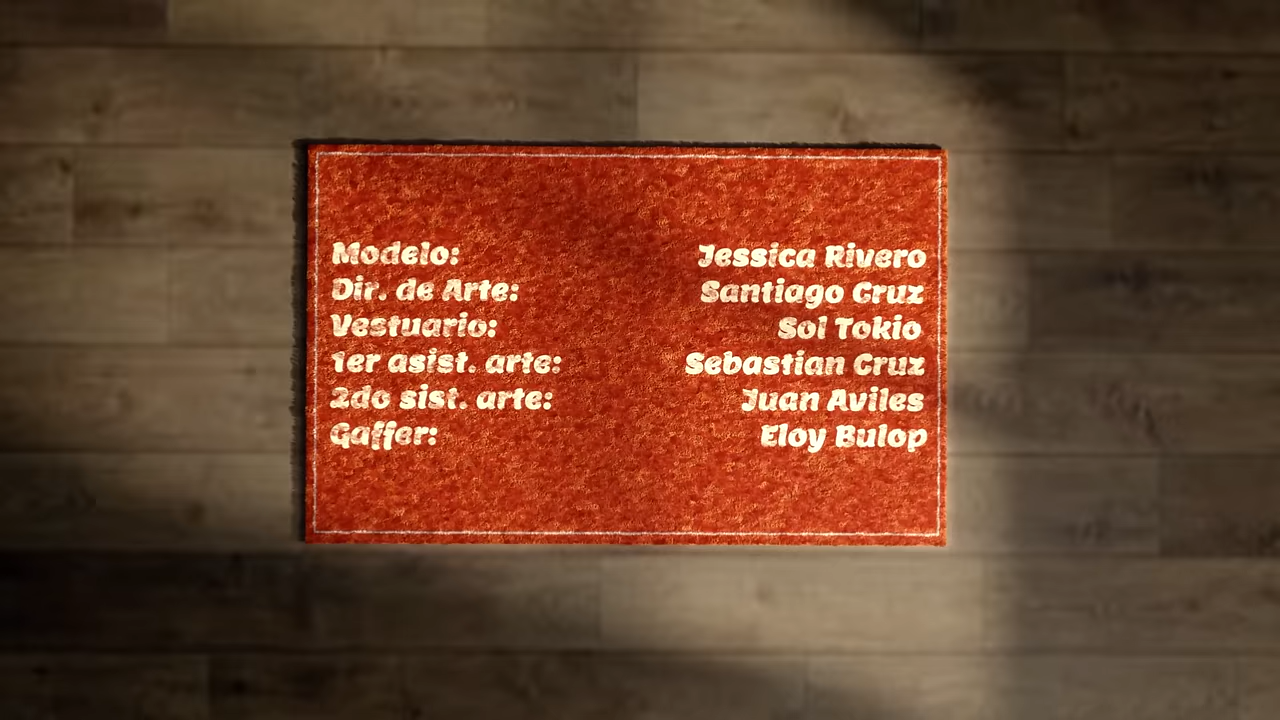 Modelo: Jessica Rivero
Dir. de Arte: Santiago Cruz
Vestuario: Sol Tokio
1er asist. arte: Sebastian Cruz
2do sist. arte: Juan Aviles
Gaffer: Eloy Bulop